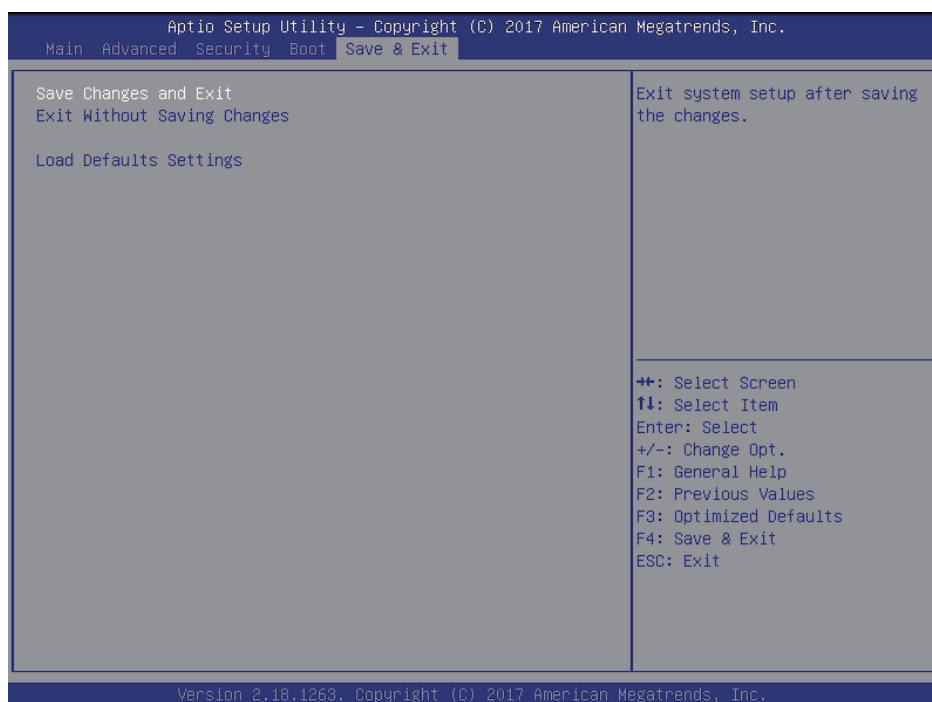 Aptio Setup Utility – Copyright (C) 2017 American Megatrends, Inc.
Main Advanced Security Boot Save & Exit
Save Changes and Exit
Exit Without Saving Changes
Load Defaults Settings
Exit system setup after saving
the changes.
→←: Select Screen
↑↓: Select Item
Enter: Select
+/-: Change Opt.
F1: General Help
F2: Previous Values
F3: Optimized Defaults
F4: Save & Exit
ESC: Exit
Version 2.18.1263. Copyright (C) 2017 American Megatrends, Inc.